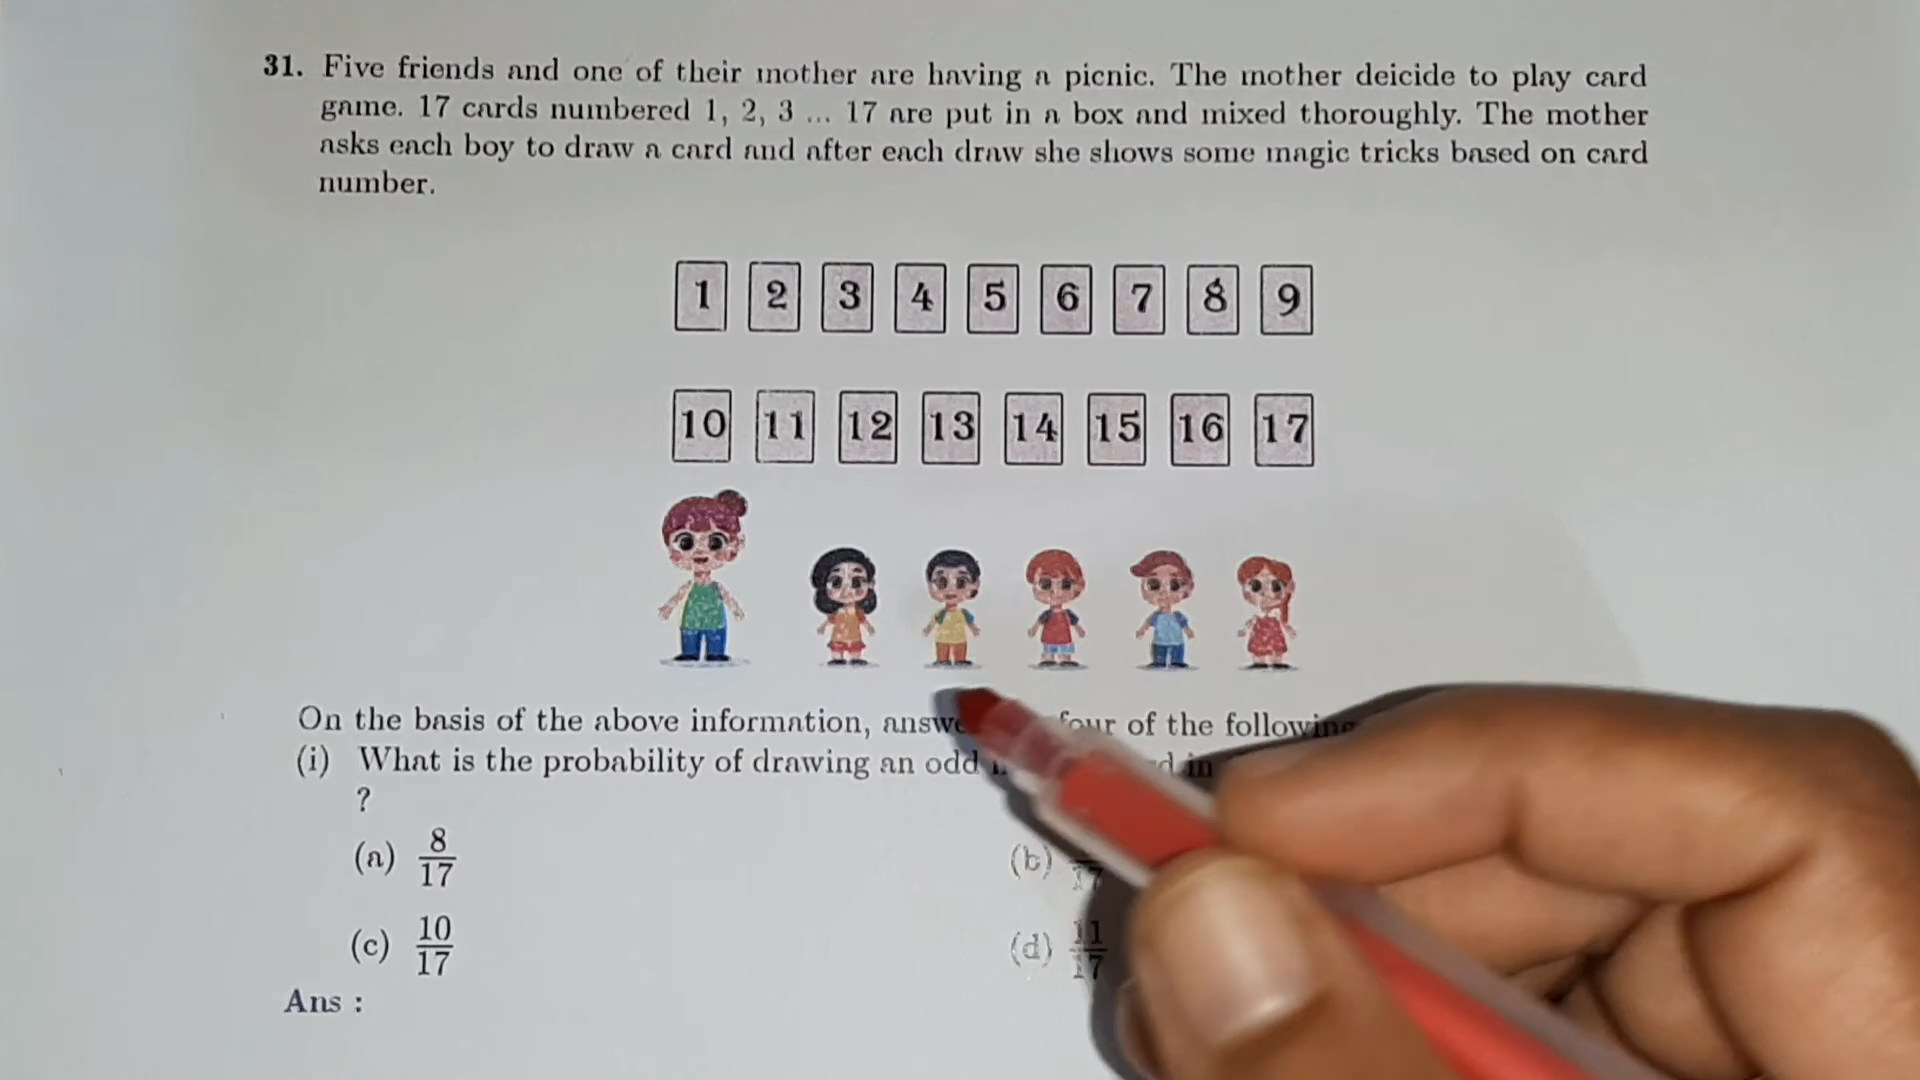 31. Five friends and one of their mother are having a picnic. The mother deicide to play card
game. 17 cards numbered 1, 2, 3 ... 17 are put in a box and mixed thoroughly. The mother
asks each boy to draw a card and after each draw she shows some magic tricks based on card
number.
1 2 3 4 5 6 7 8 9
10 11 12 13 14 15 16 17
On the basis of the above information, four of the following
(i) What is the probability of drawing an odd in
?
(a) 8/17
(b) /17
(c) 10/17
(d) 11/17
Ans :